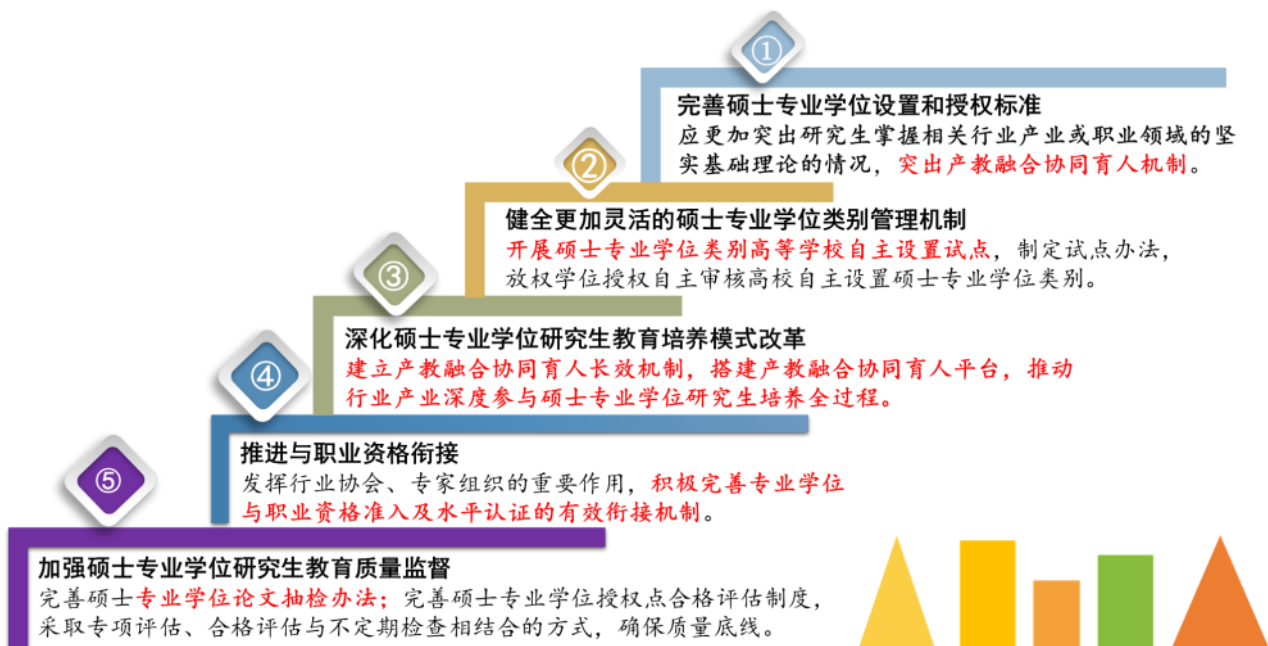 ①
完善硕士专业学位设置和授权标准
应更加突出研究生掌握相关行业产业或职业领域的坚
实基础理论的情况，突出产教融合协同育人机制。
②
健全更加灵活的硕士专业学位类别管理机制
开展硕士专业学位类别高等学校自主设置试点，制定试点办法，
放权学位授权自主审核高校自主设置硕士专业学位类别。
③
深化硕士专业学位研究生教育培养模式改革
建立产教融合协同育人长效机制，搭建产教融合协同育人平台，推动
行业产业深度参与硕士专业学位研究生培养全过程。
④
推进与职业资格衔接
发挥行业协会、专家组织的重要作用，积极完善专业学位
与职业资格准入及水平认证的有效衔接机制。
⑤
加强硕士专业学位研究生教育质量监督
完善硕士专业学位论文抽检办法；完善硕士专业学位授权点合格评估制度，
采取专项评估、合格评估与不定期检查相结合的方式，确保质量底线。